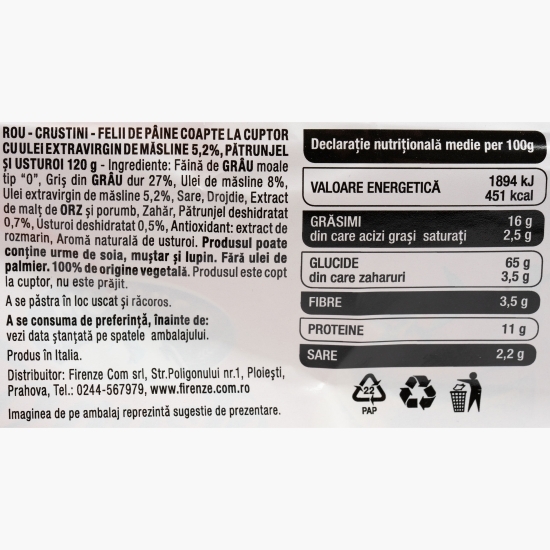 ROU - CRUSTINI - FELII DE PÂINE COAPTE LA CUPTOR
CU ULEI EXTRAVIRGIN DE MĂSLINE 5,2%, PĂTRUNJEL
ȘI USTUROI 120 g - Ingrediente: Făină de GRÂU moale
tip "0", Griș din GRÂU dur 27%, Ulei de măsline 8%,
Ulei extravirgin de măsline 5,2%, Sare, Drojdie, Extract
de malț de ORZ și porumb, Zahăr, Pătrunjel deshidratat
0,7%, Usturoi deshidratat 0,5%, Antioxidant: extract de
rozmarin, Aromă naturală de usturoi. Produsul poate
conține urme de soia, muștar și lupin. Fără ulei de
palmier. 100% de origine vegetală. Produsul este copt
la cuptor, nu este prăjit.
A se păstra în loc uscat și răcoros.
A se consuma de preferință, înainte de:
vezi data ștanțată pe spatele ambalajului.
Produs în Italia.
Distribuitor: Firenze Com srl, Str.Poligonului nr.1, Ploiești,
Prahova, Tel.: 0244-567979, www.firenze.com.ro
Imaginea de pe ambalaj reprezintă sugestie de prezentare.
Declarație nutrițională medie per 100g
VALOARE ENERGETICĂ 1894 kJ
451 kcal
GRĂSIMI 16 g
din care acizi grași saturați 2,5 g
GLUCIDE 65 g
din care zaharuri 3,5 g
FIBRE 3,5 g
PROTEINE 11 g
SARE 2,2 g
22
PAP